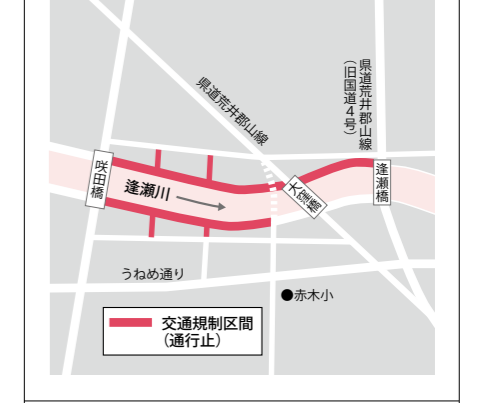 県道荒井郡山線
県道荒井郡山線
(旧国道4号)
咲田橋
逢瀬川
大窪橋
逢瀬橋
うねめ通り
●赤木小
交通規制区間
(通行止)